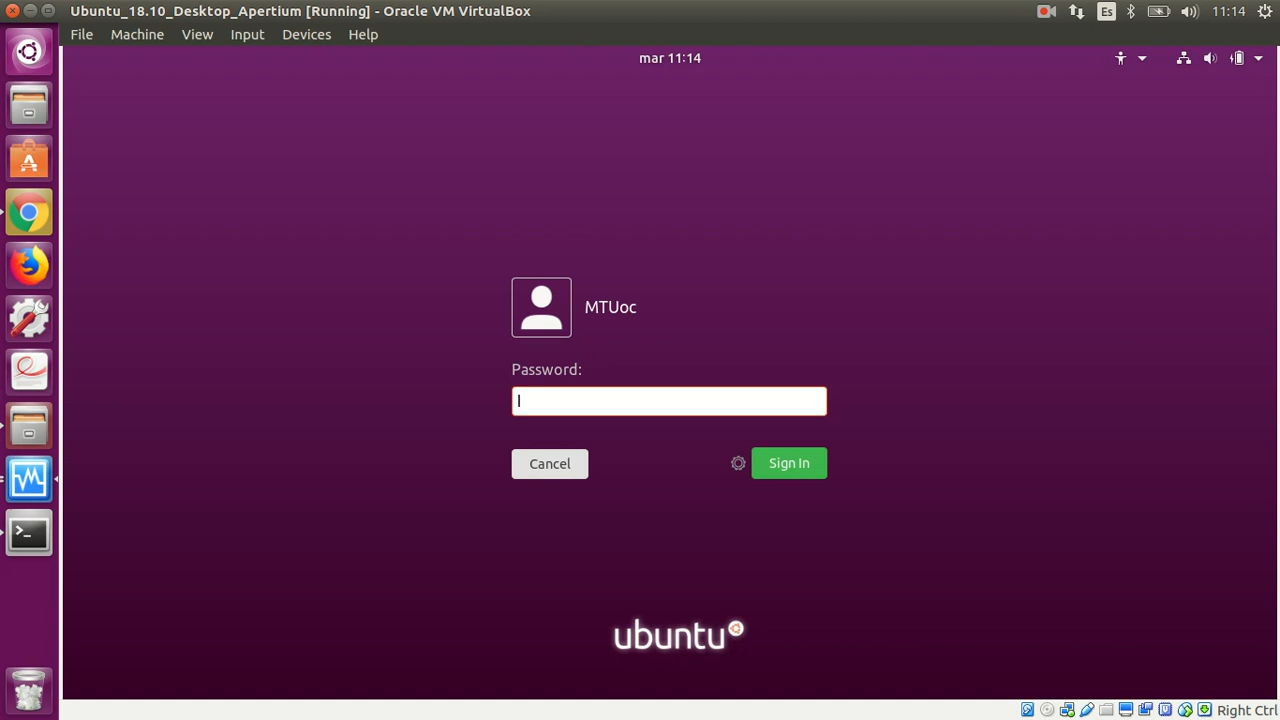 Ubuntu_18.10_Desktop_Apertium [Running] - Oracle VM VirtualBox
Es
11:14
File Machine View Input Devices Help
mar 11:14
MTUoc
Password:
Cancel
Sign In
ubuntu
Right Ctrl